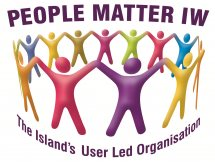 PEOPLE MATTER IW
The Island's User Led Organisation